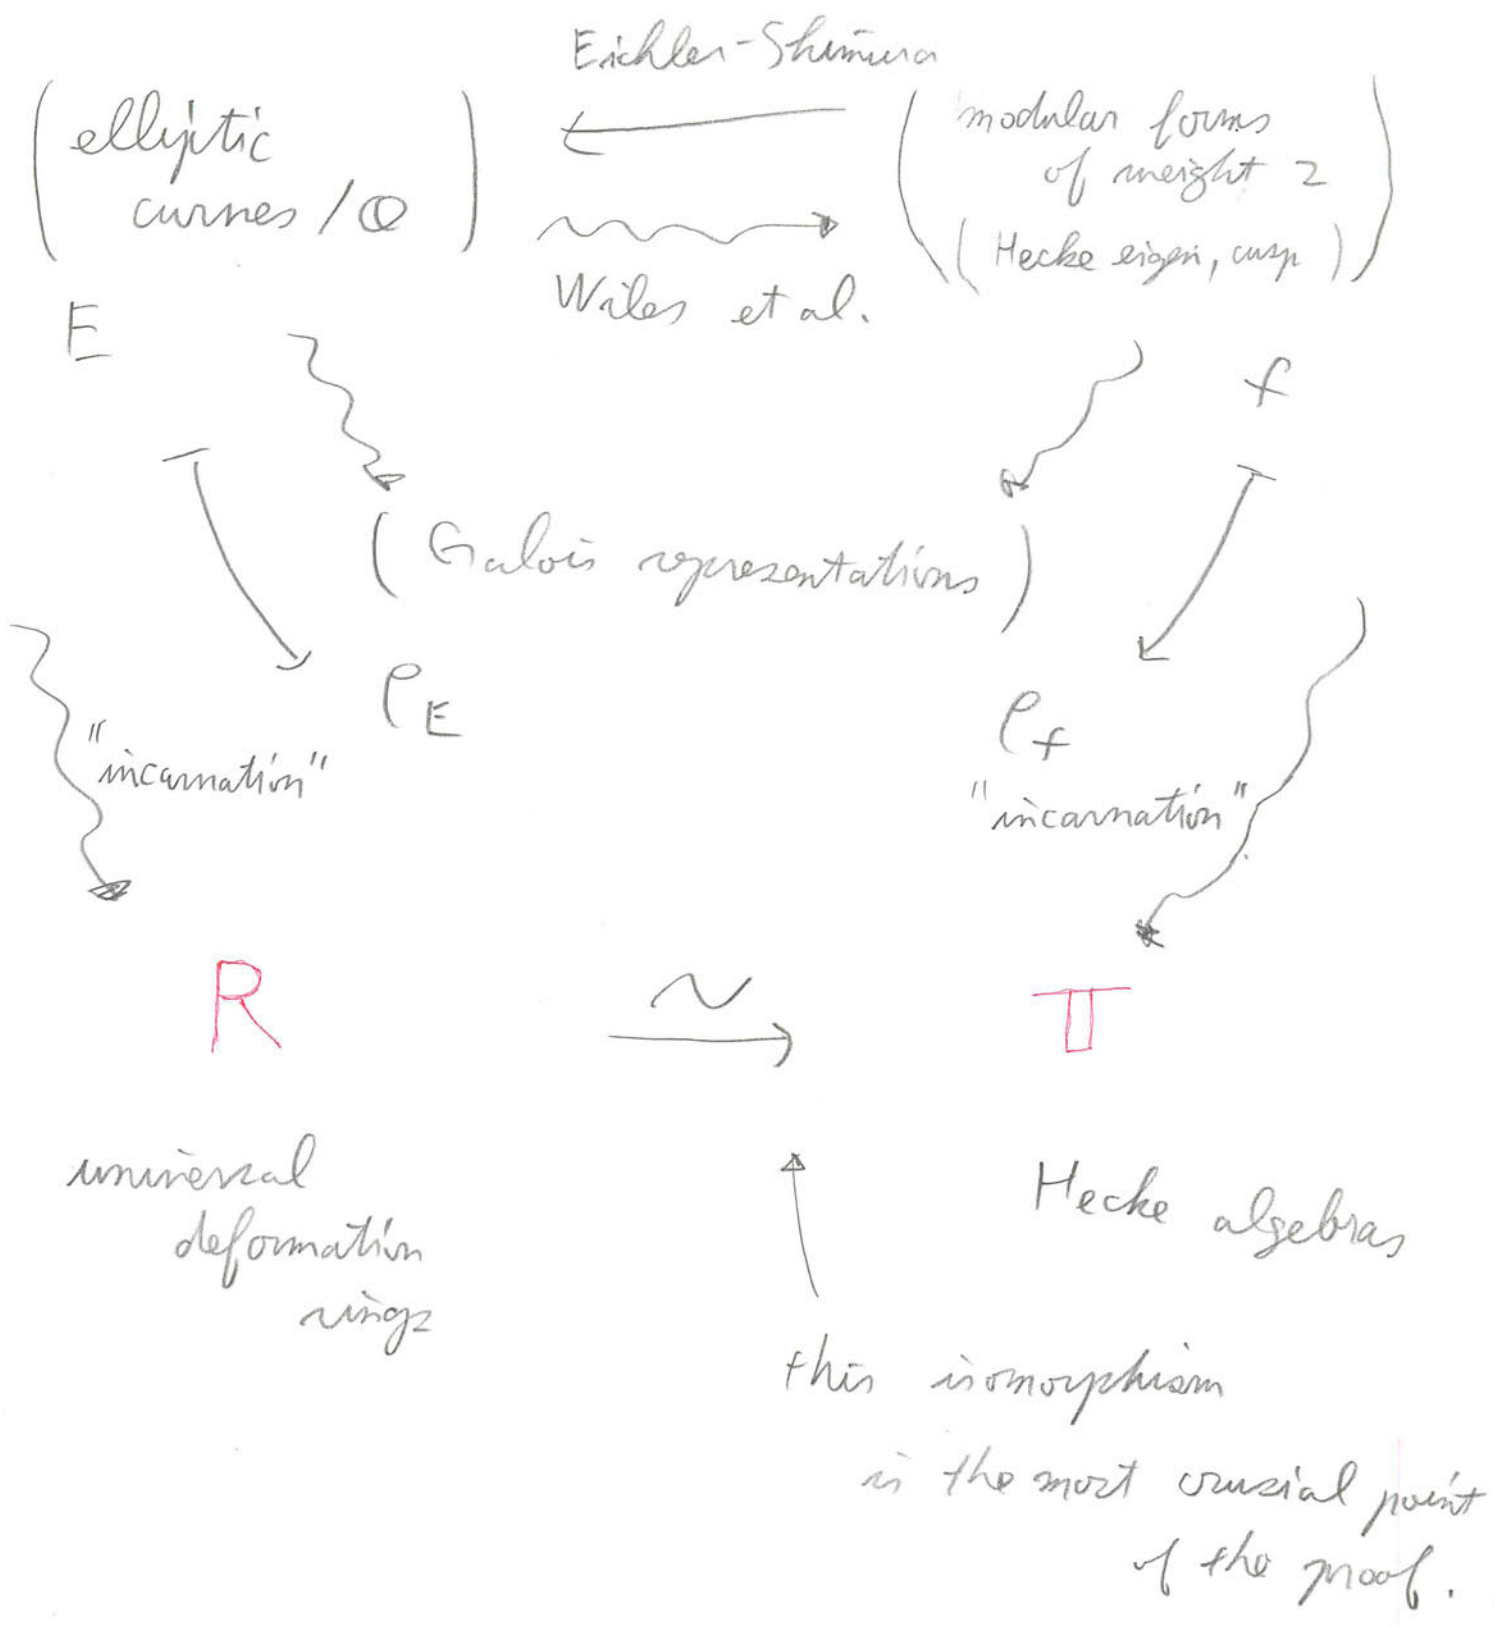 Eichler-Shimura
(elliptic
curves/Q)
(modular forms
of weight 2
(Hecke eigen, cusp))
Wiles et al.
E
f
(Galois representations)
ρ_E
ρ_f
"incarnation"
"incarnation"
R
~
T
universal
deformation
rings
Hecke algebras
this isomorphism
is the most crusial point
of the proof.